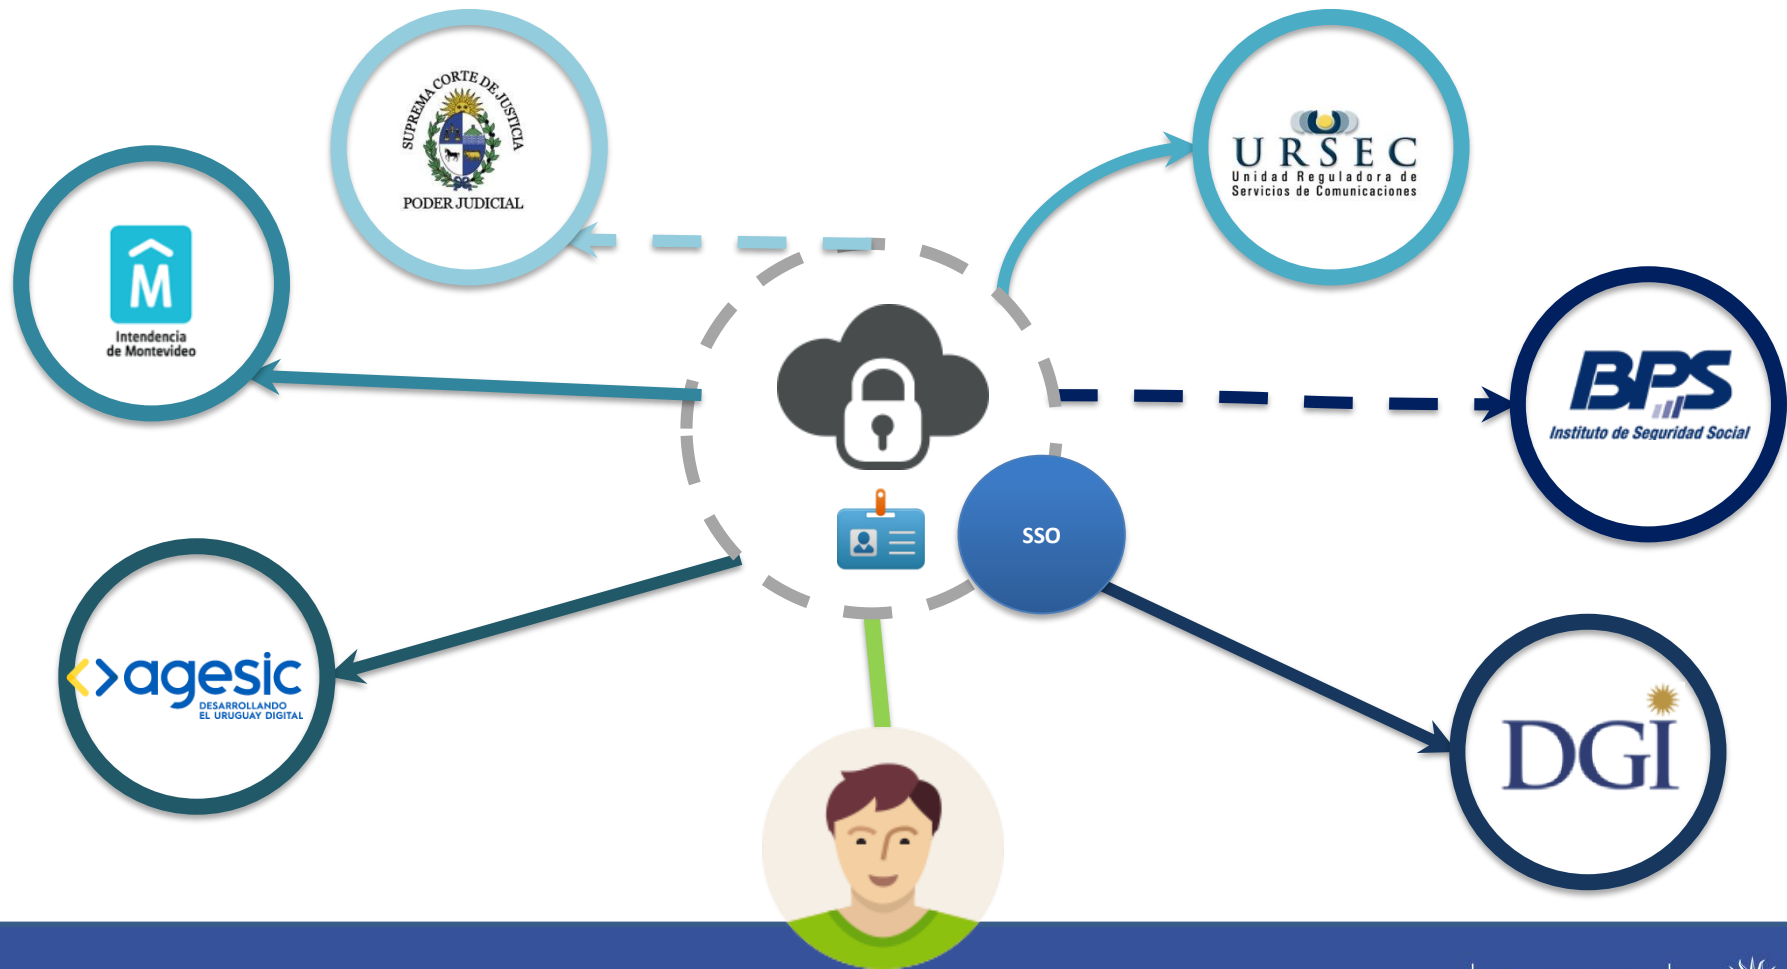 SUPREMA CORTE DE JUSTICIA
PODER JUDICIAL
URSEC
Unidad Reguladora de
Servicios de Comunicaciones
M
Intendencia
de Montevideo
BPS
Instituto de Seguridad Social
SSO
<>agesic
DESARROLLANDO
EL URUGUAY DIGITAL
DGI